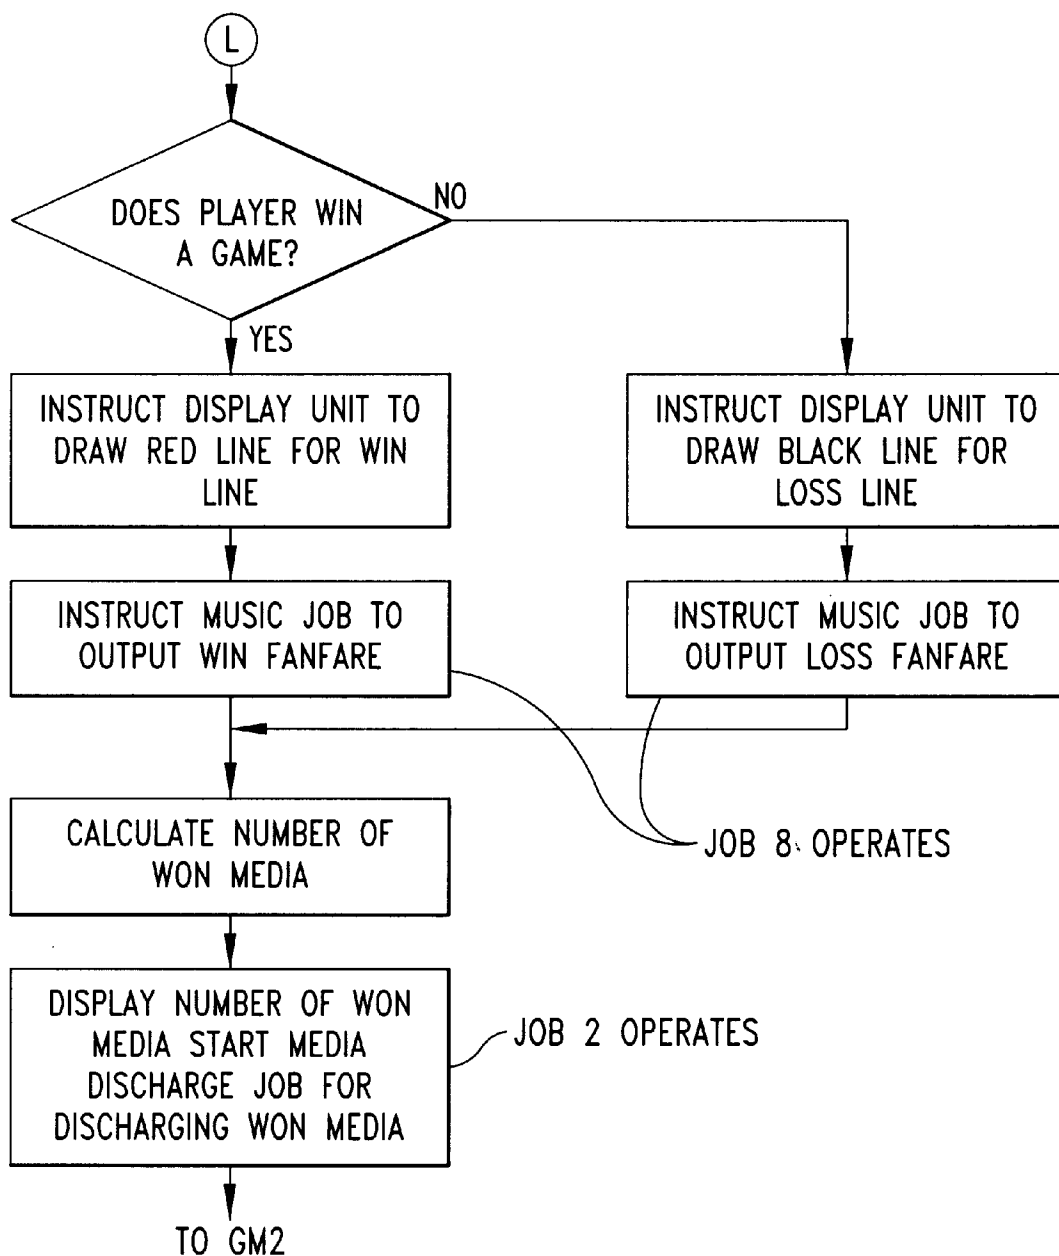 L
DOES PLAYER WIN
A GAME?
NO
YES
INSTRUCT DISPLAY UNIT TO
DRAW RED LINE FOR WIN
LINE
INSTRUCT DISPLAY UNIT TO
DRAW BLACK LINE FOR
LOSS LINE
INSTRUCT MUSIC JOB TO
OUTPUT WIN FANFARE
INSTRUCT MUSIC JOB TO
OUTPUT LOSS FANFARE
CALCULATE NUMBER OF
WON MEDIA
JOB 8 OPERATES
DISPLAY NUMBER OF WON
MEDIA START MEDIA
DISCHARGE JOB FOR
DISCHARGING WON MEDIA
JOB 2 OPERATES
TO GM2